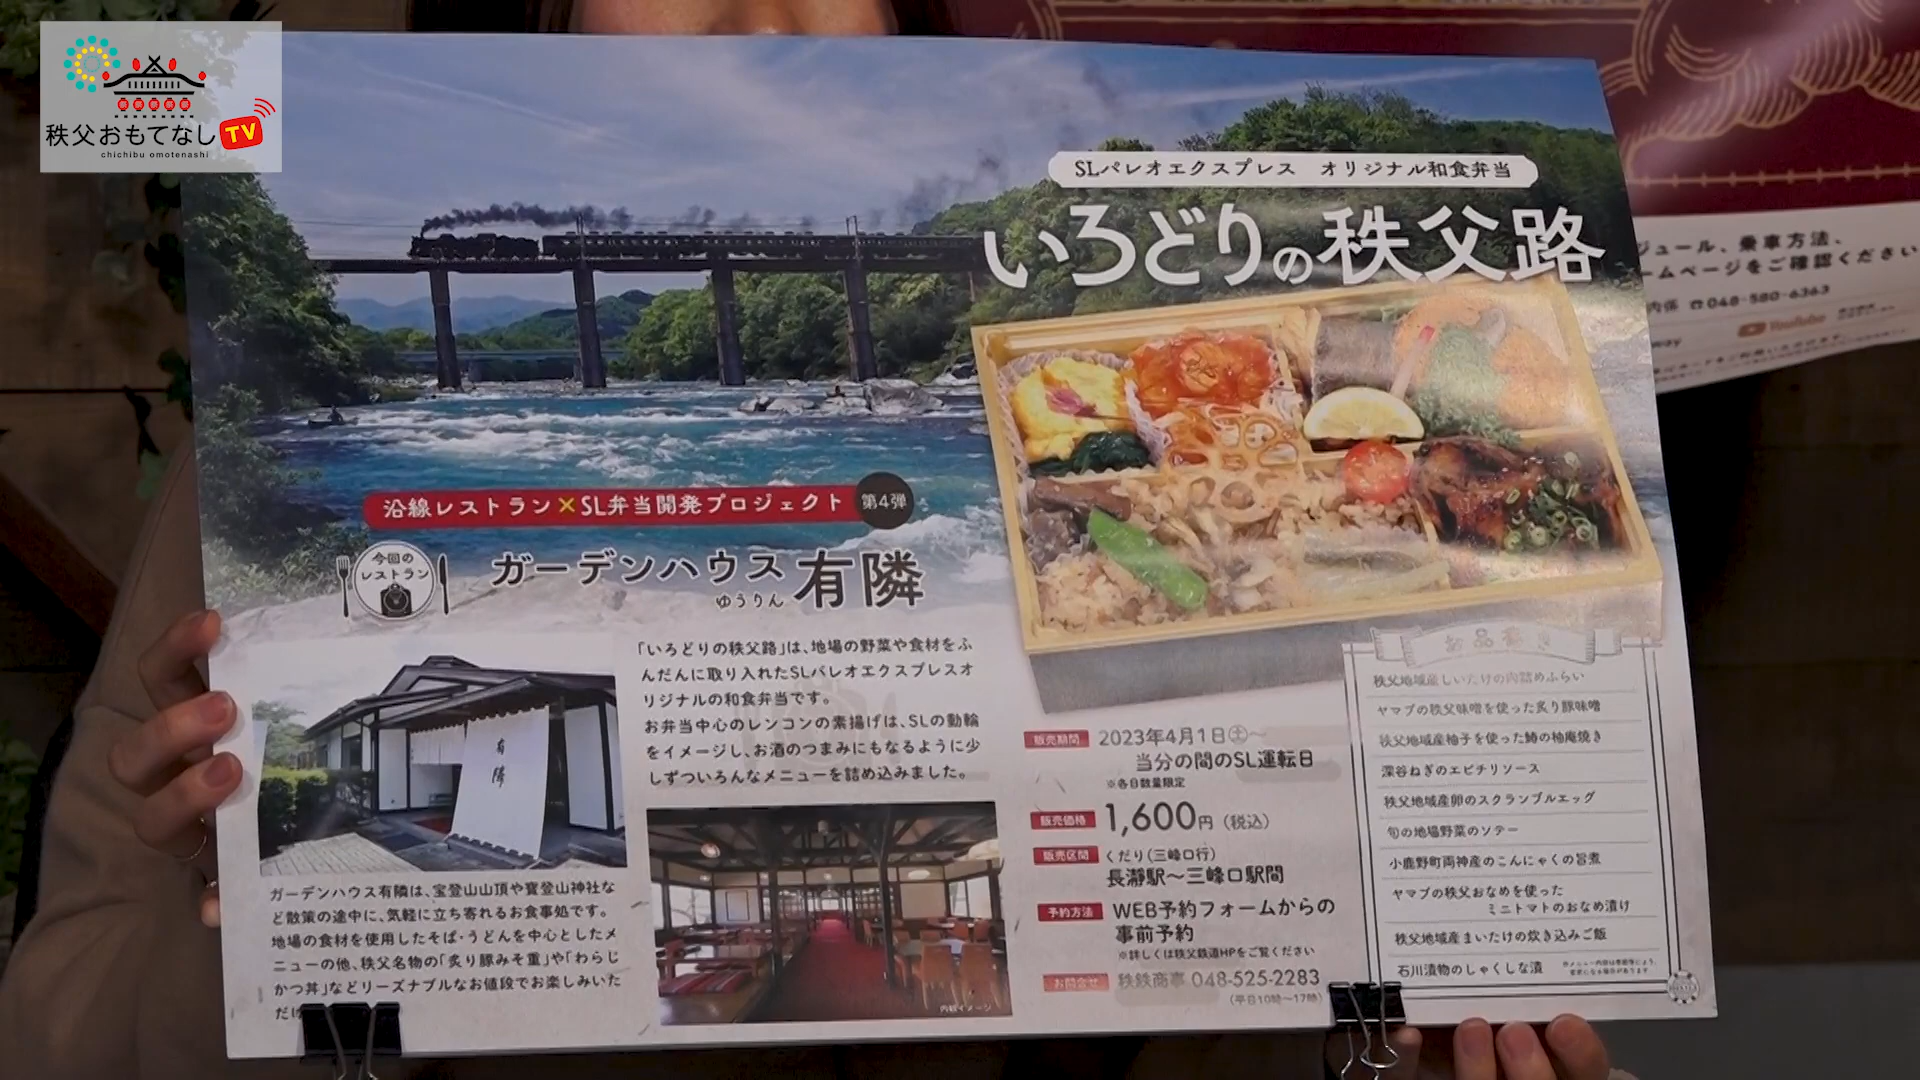 秩父おもてなしTV
chichibu omotenashi
SLパレオエクスプレス オリジナル和食弁当
いろどりの秩父路
沿線レストラン×SL弁当開発プロジェクト 第4弾
今回の
レストラン
ガーデンハウス 有隣
ゆうりん
「いろどりの秩父路」は、地場の野菜や食材をふ
んだんに取り入れたSLパレオエクスプレスオ
リジナルの和食弁当です。
お弁当中心のレンコンの素揚げは、SLの動輪
をイメージし、お酒のつまみにもなるように少
しずついろんなメニューを詰め込みました。
有隣
ガーデンハウス有隣は、宝登山山頂や寶登山神社な
ど散策の途中に、気軽に立ち寄れるお食事処です。
地場の食材を使用したそば・うどんを中心としたメ
ニューの他、秩父名物の「炙り豚みそ重」や「わらじ
かつ丼」などリーズナブルなお値段でお楽しみいた
だけ
内観イメージ
販売期間 2023年4月1日㊏〜
当分の間のSL運転日
※各日数量限定
販売価格 1,600円(税込)
販売区間 くだり(三峰口行)
長瀞駅〜三峰口駅間
予約方法 WEB予約フォームからの
事前予約
※詳しくは秩父鉄道HPをご覧ください
お問合せ 秩鉄商事 048-525-2283
(平日10時〜17時)
お品書き
秩父地域産しいたけの肉詰めふらい
ヤマブの秩父味噌を使った炙り豚味噌
秩父地域産柚子を使った鰆の柚庵焼き
深谷ねぎのエビチリソース
秩父地域産卵のスクランブルエッグ
旬の地場野菜のソテー
小鹿野町両神産のこんにゃくの旨煮
ヤマブの秩父おなめを使った
ミニトマトのおなめ漬け
秩父地域産まいたけの炊き込みご飯
石川漬物のしゃくしな漬
ジュール、乗車方法、
ームページをご確認ください
内係 ☎048-580-6363
YouTube
way